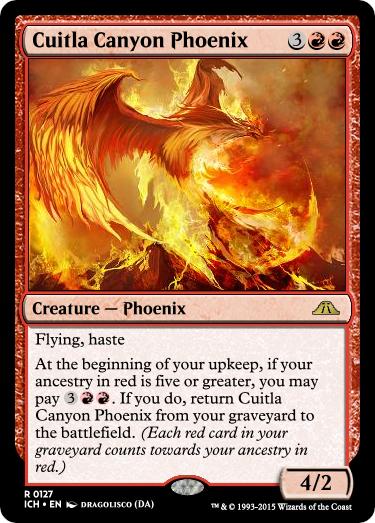 Cuitla Canyon Phoenix 3
Creature — Phoenix
Flying, haste
At the beginning of your upkeep, if your
ancestry in red is five or greater, you may
pay 3. If you do, return Cuitla
Canyon Phoenix from your graveyard to
the battlefield. (Each red card in your
graveyard counts towards your ancestry in
red.)
4/2
R 0127
ICH • EN DRAGOLISCO (DA)
™ & © 1993-2015 Wizards of the Coast